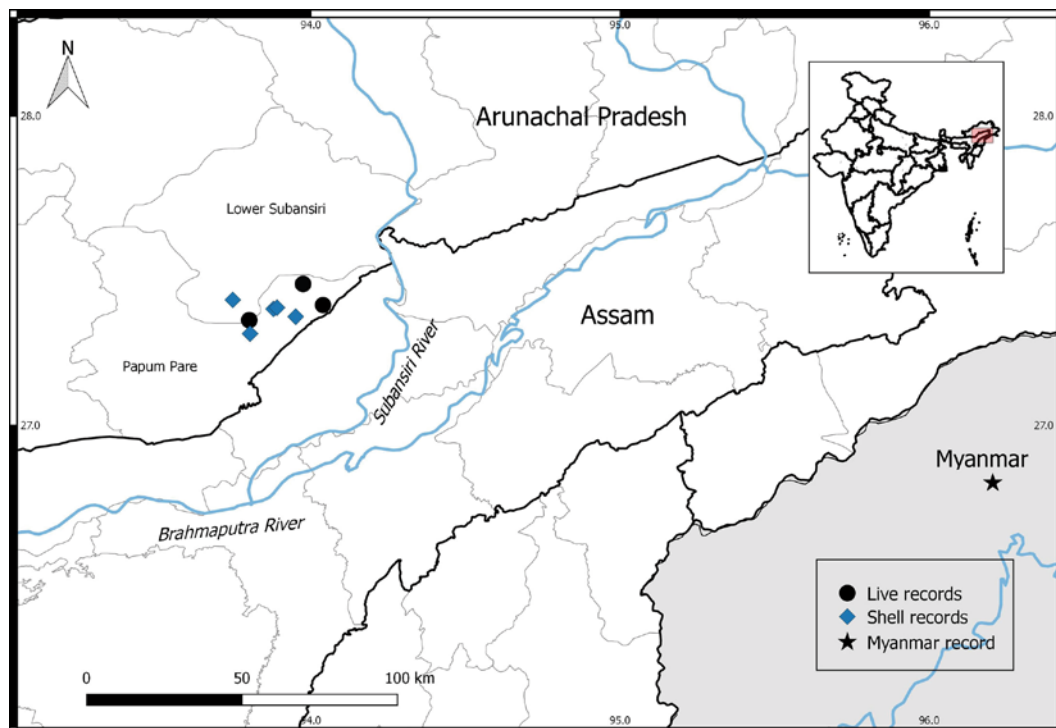 94.0 95.0 96.0
N
28.0 28.0
Arunachal Pradesh
Lower Subansiri
Assam
Papum Pare
Subansiri River
27.0 27.0
Myanmar
Brahmaputra River
Live records
Shell records
Myanmar record
0 50 100 km
94.0 95.0 96.0